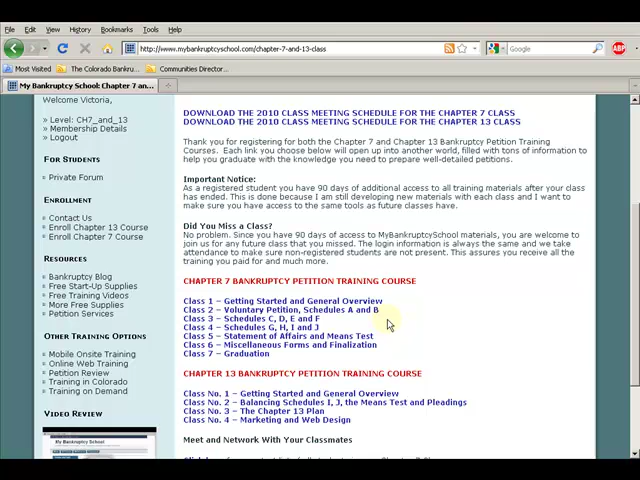 File Edit View History Bookmarks Tools Help
http://www.mybankruptcyschool.com/chapter-7-and-13-class
Google
ABP
Most Visited The Colorado Bankru... Communities Director...
My Bankruptcy School: Chapter 7 an...
Welcome Victoria,
» Level: CH7_and_13
» Membership Details
» Logout
For Students
Private Forum
Enrollment
Contact Us
Enroll Chapter 13 Course
Enroll Chapter 7 Course
Resources
Bankruptcy Blog
Free Start-Up Supplies
Free Training Videos
More Free Supplies
Petition Services
Other Training Options
Mobile Onsite Training
Online Web Training
Petition Review
Training in Colorado
Training on Demand
Video Review
My Bankruptcy School
DOWNLOAD THE 2010 CLASS MEETING SCHEDULE FOR THE CHAPTER 7 CLASS
DOWNLOAD THE 2010 CLASS MEETING SCHEDULE FOR THE CHAPTER 13 CLASS
Thank you for registering for both the Chapter 7 and Chapter 13 Bankruptcy Petition Training
Courses. Each link you choose below will open up into another world, filled with tons of information to
help you graduate with the knowledge you need to prepare well-detailed petitions.
Important Notice:
As a registered student you have 90 days of additional access to all training materials after your class
has ended. This is done because I am still developing new materials with each class and I want to
make sure you have access to the same tools as future classes have.
Did You Miss a Class?
No problem. Since you have 90 days of access to MyBankruptcySchool materials, you are welcome to
join us for any future class that you missed. The login information is always the same and we take
attendance to make sure non-registered students are not present. This assures you received all the
training you paid for and much more.
CHAPTER 7 BANKRUPTCY PETITION TRAINING COURSE
Class 1 – Getting Started and General Overview
Class 2 – Voluntary Petition, Schedules A and B
Class 3 – Schedules C, D, E and F
Class 4 – Schedules G, H, I and J
Class 5 – Statement of Affairs and Means Test
Class 6 – Miscellaneous Forms and Finalization
Class 7 – Graduation
CHAPTER 13 BANKRUPTCY PETITION TRAINING COURSE
Class No. 1 – Getting Started and General Overview
Class No. 2 – Balancing Schedules I, J, the Means Test and Pleadings
Class No. 3 – The Chapter 13 Plan
Class No. 4 – Marketing and Web Design
Meet and Network With Your Classmates